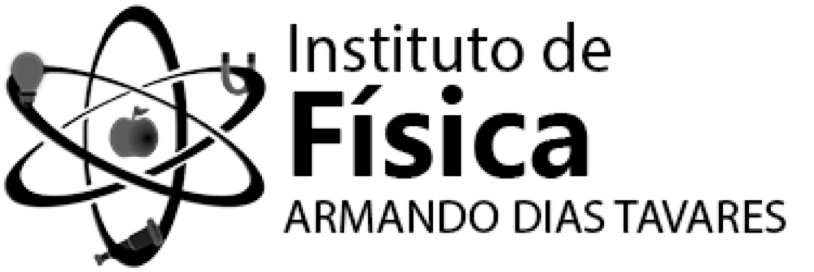 Instituto de
Física
ARMANDO DIAS TAVARES